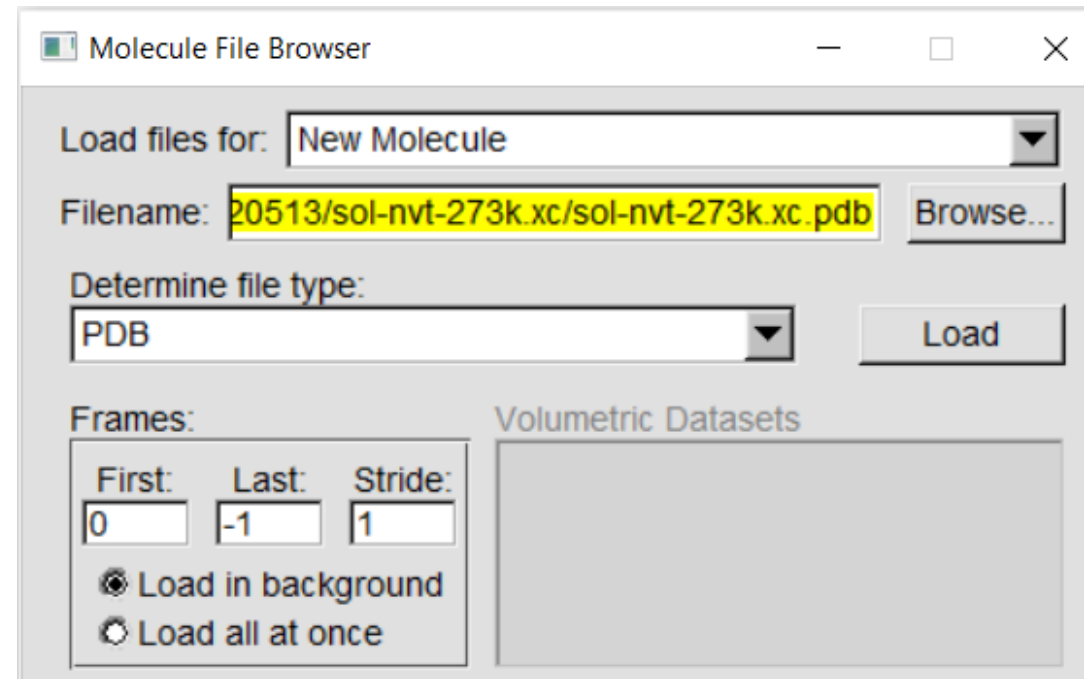 Molecule File Browser
Load files for: New Molecule
Filename: 20513/sol-nvt-273k.xc/sol-nvt-273k.xc.pdb Browse...
Determine file type:
PDB Load
Frames: Volumetric Datasets
First: Last: Stride:
0 -1 1
Load in background
Load all at once